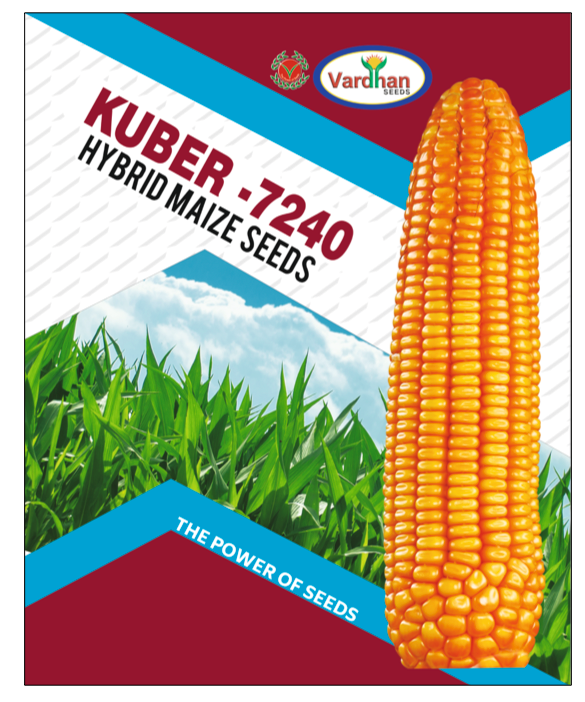 Vardhan
SEEDS
KUBER -7240
HYBRID MAIZE SEEDS
THE POWER OF SEEDS